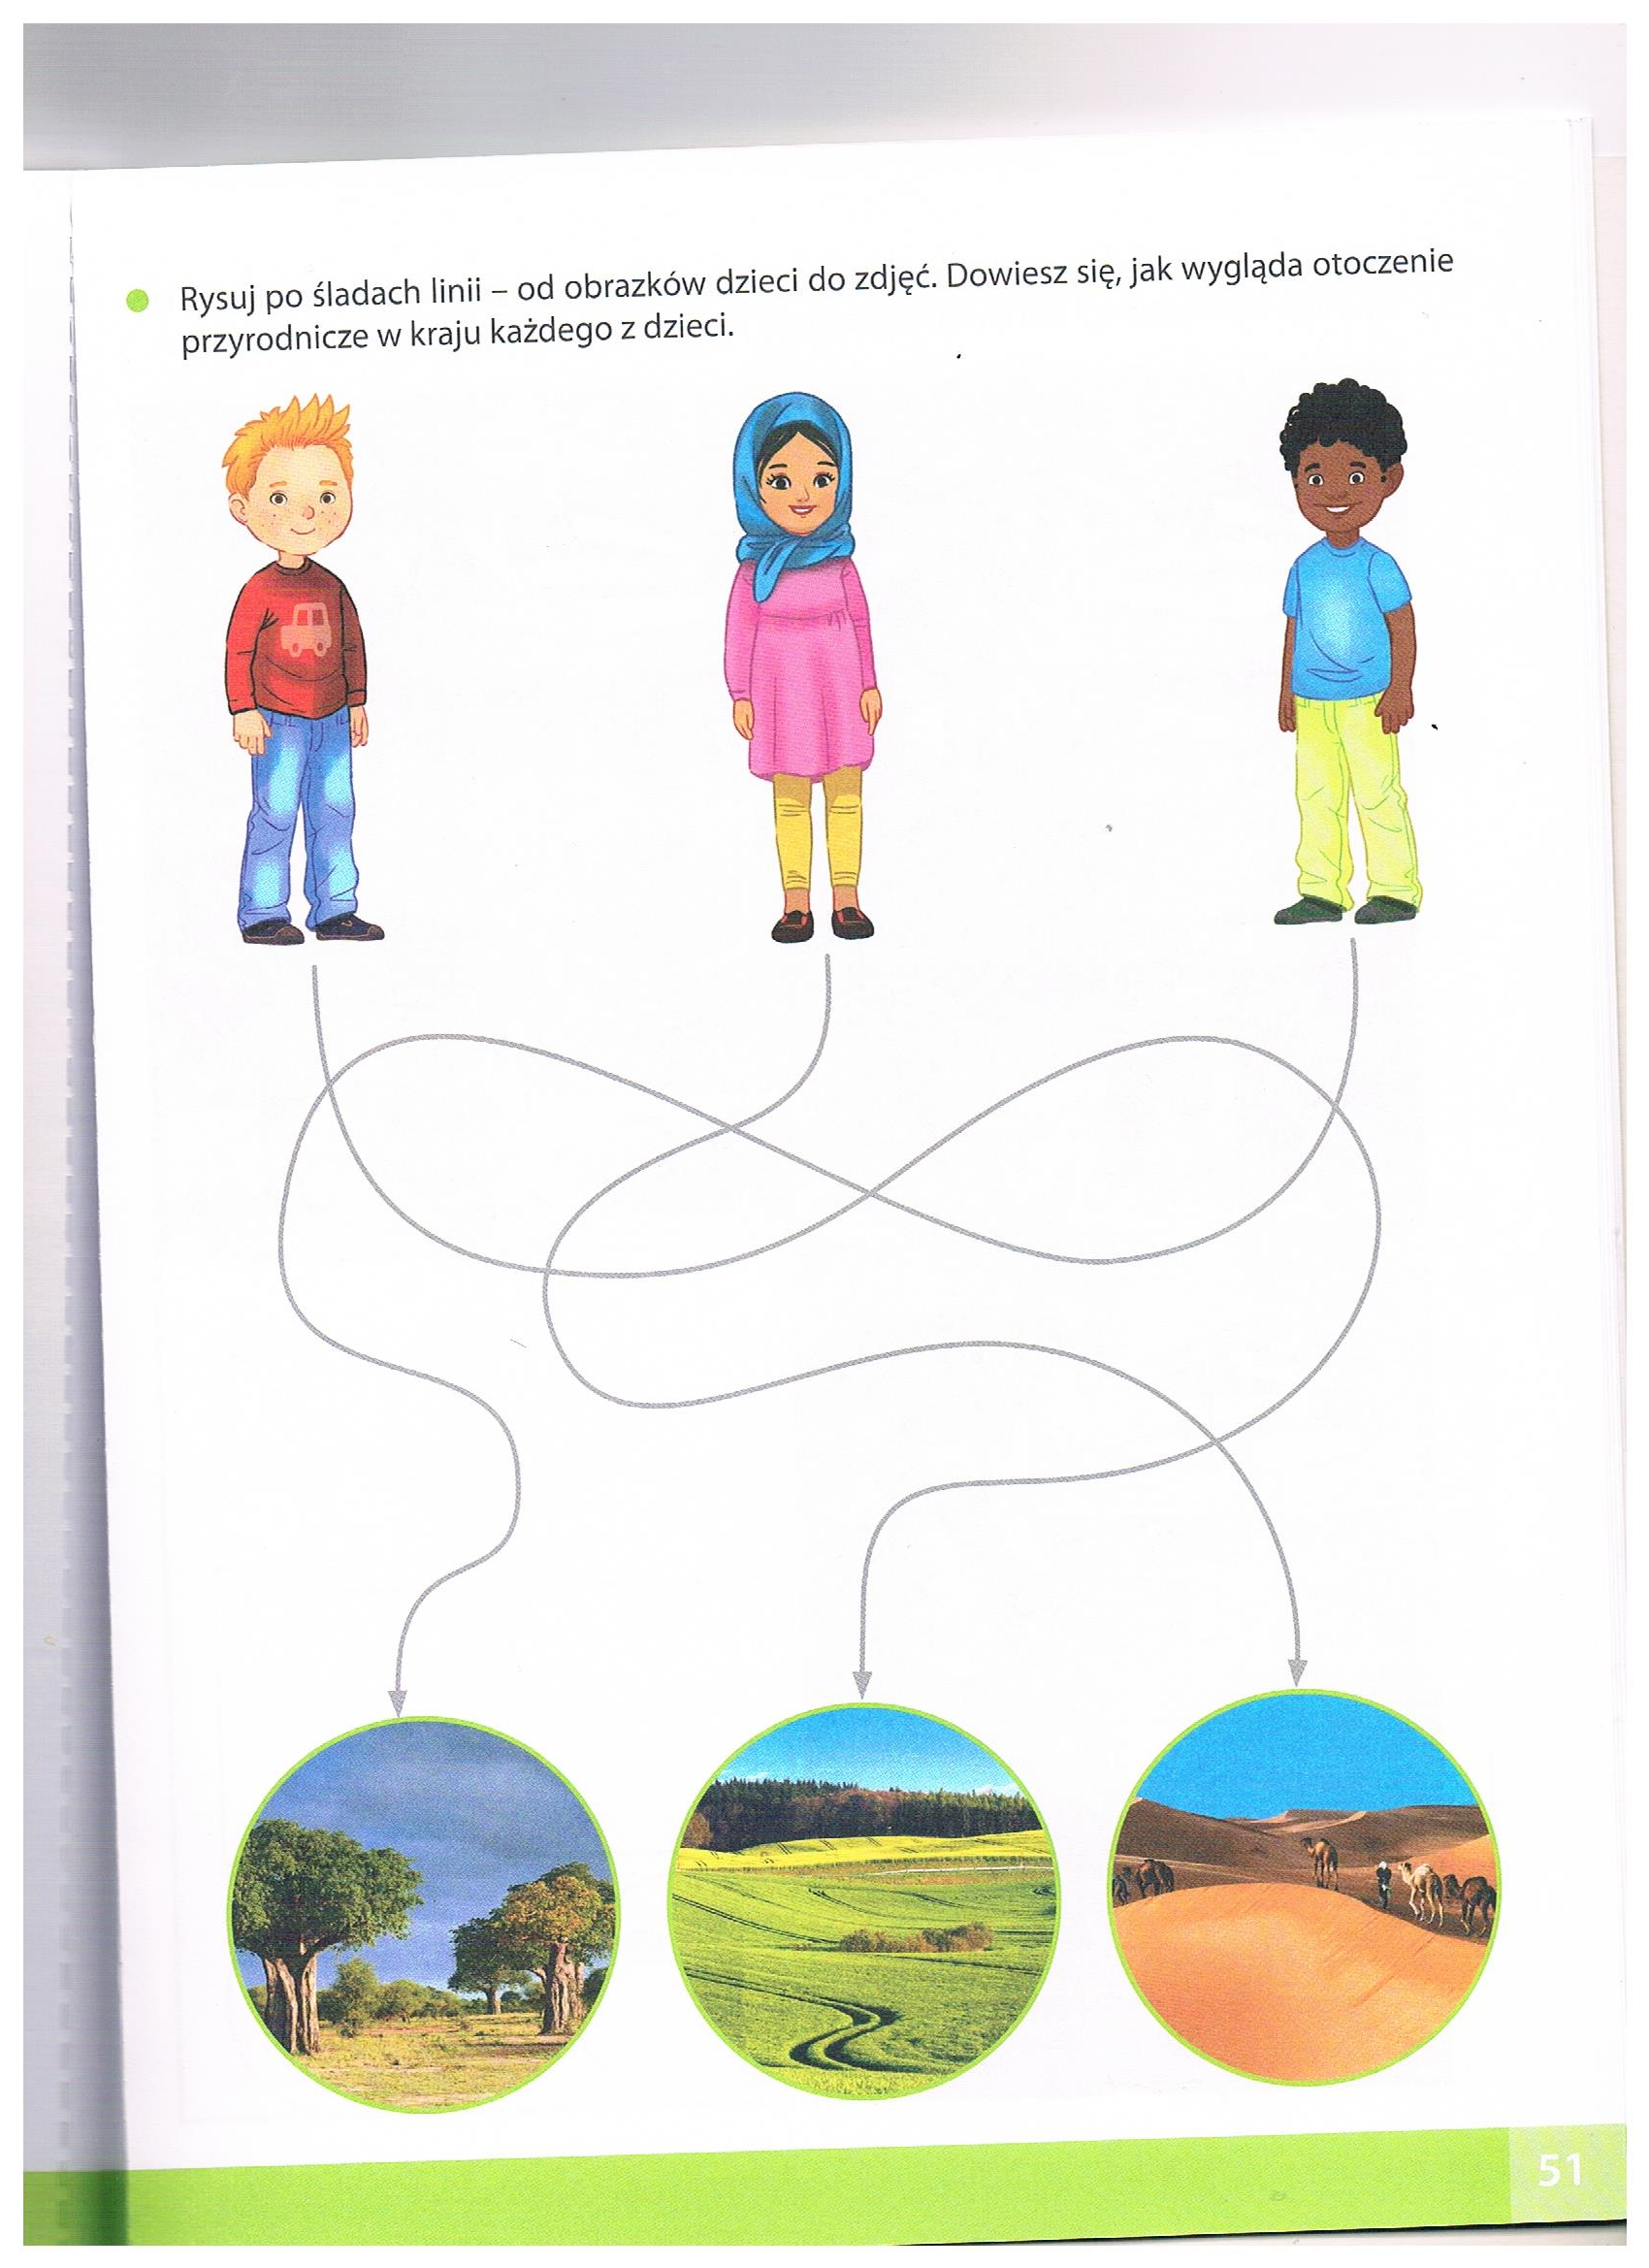 Rysuj po śladach linii – od obrazków dzieci do zdjęć. Dowiesz się, jak wygląda otoczenie
przyrodnicze w kraju każdego z dzieci.
51